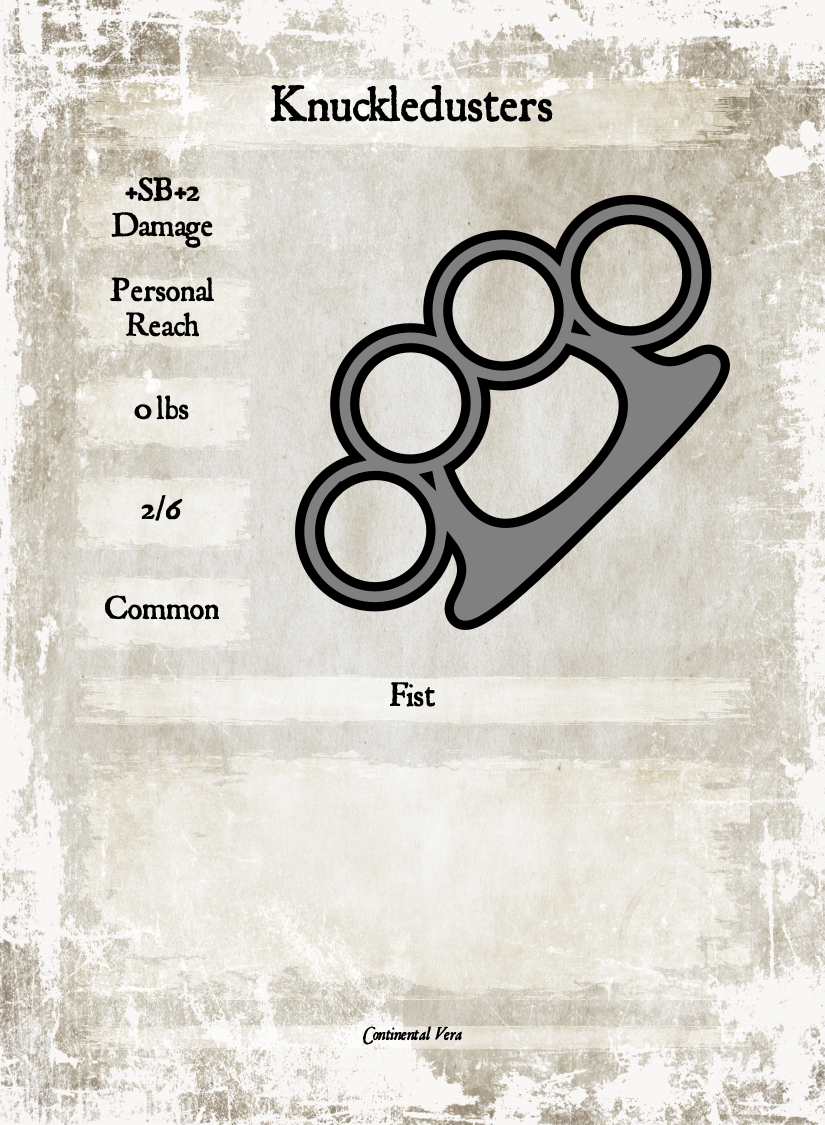 Knuckledusters
+SB+2
Damage
Personal
Reach
0 lbs
2/6
Common
Fist
Continental Vera